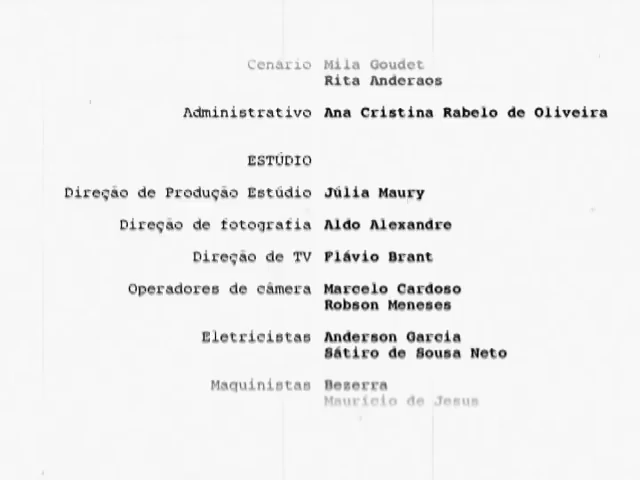 Cenário Mila Goudet
Rita Anderaos
Administrativo Ana Cristina Rabelo de Oliveira
ESTÚDIO
Direção de Produção Estúdio Júlia Maury
Direção de fotografia Aldo Alexandre
Direção de TV Flávio Brant
Operadores de câmera Marcelo Cardoso
Robson Meneses
Eletricistas Anderson Garcia
Sátiro de Sousa Neto
Maquinistas Bezerra
Maurício de Jesus